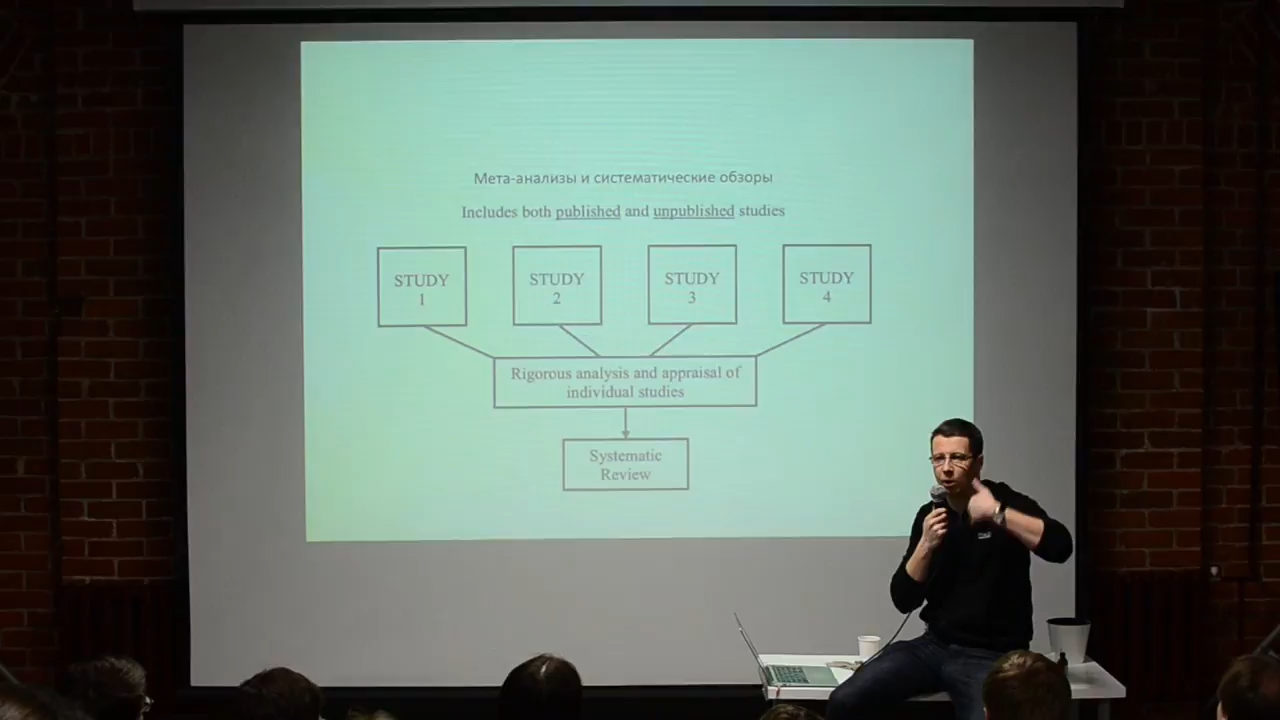 Мета-анализы и систематические обзоры
Includes both published and unpublished studies
STUDY
1
STUDY
2
STUDY
3
STUDY
4
Rigorous analysis and appraisal of
individual studies
Systematic
Review